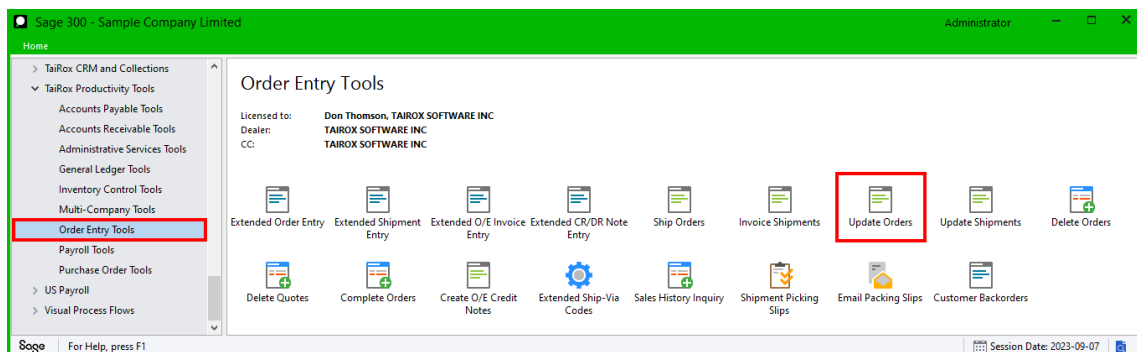 Sage 300 - Sample Company Limited
Administrator
Home
TaiRox CRM and Collections
TaiRox Productivity Tools
Accounts Payable Tools
Accounts Receivable Tools
Administrative Services Tools
General Ledger Tools
Inventory Control Tools
Multi-Company Tools
Order Entry Tools
Payroll Tools
Purchase Order Tools
US Payroll
Visual Process Flows
Order Entry Tools
Licensed to: Don Thomson, TAIROX SOFTWARE INC
Dealer: TAIROX SOFTWARE INC
CC: TAIROX SOFTWARE INC
Extended Order Entry
Extended Shipment
Entry
Extended O/E Invoice
Entry
Extended CR/DR Note
Entry
Ship Orders
Invoice Shipments
Update Orders
Update Shipments
Delete Orders
Delete Quotes
Complete Orders
Create O/E Credit
Notes
Extended Ship-Via
Codes
Sales History Inquiry
Shipment Picking
Slips
Email Packing Slips
Customer Backorders
Sage
For Help, press F1
Session Date: 2023-09-07